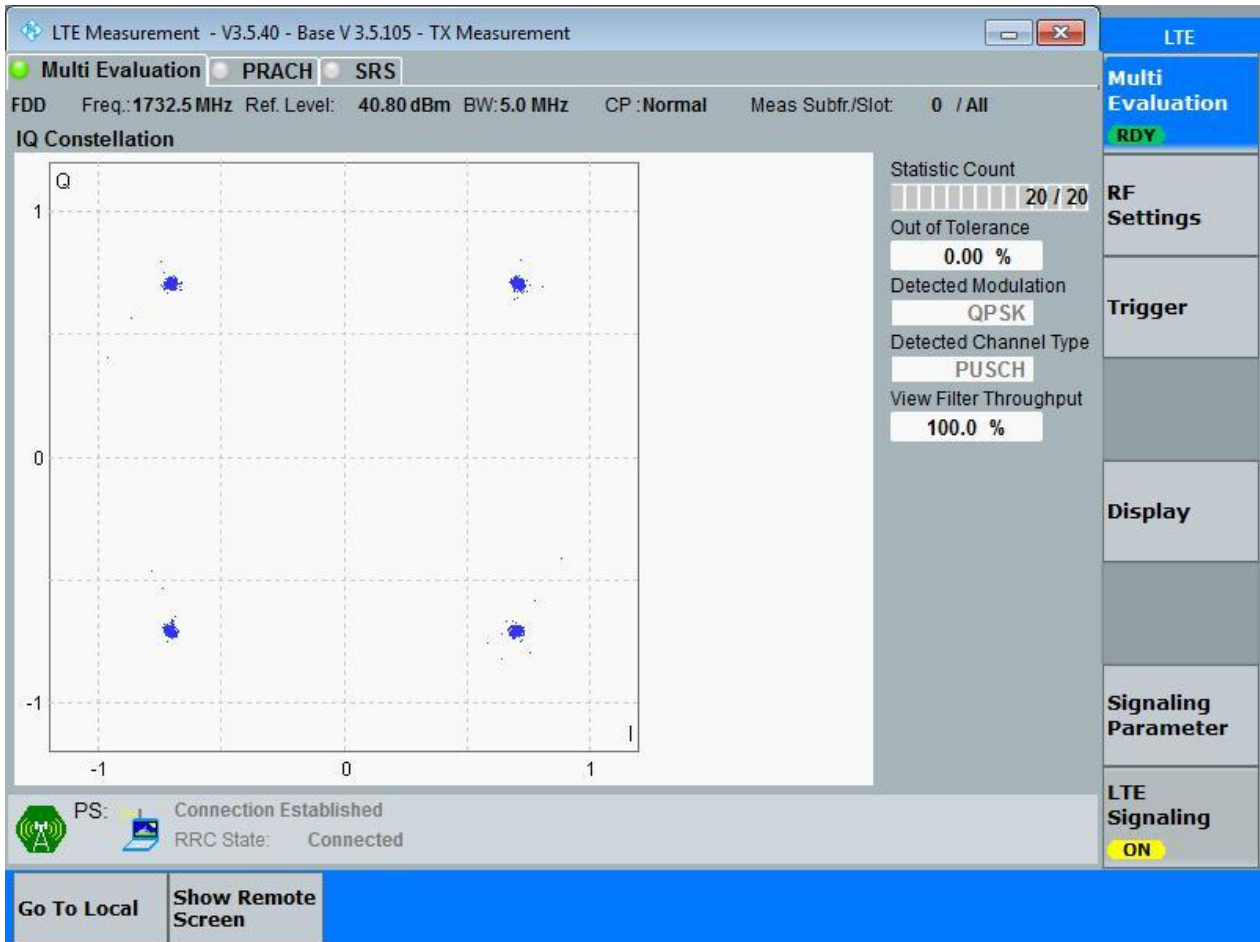 LTE Measurement - V3.5.40 - Base V 3.5.105 - TX Measurement
LTE
Multi Evaluation PRACH SRS
Multi
Evaluation
RDY
FDD Freq.: 1732.5 MHz Ref. Level: 40.80 dBm BW: 5.0 MHz CP : Normal Meas Subfr./Slot: 0 / All
IQ Constellation
Q
1
0
-1
I
-1 0 1
Statistic Count
20 / 20
Out of Tolerance
0.00 %
Detected Modulation
QPSK
Detected Channel Type
PUSCH
View Filter Throughput
100.0 %
RF
Settings
Trigger
Display
Signaling
Parameter
LTE
Signaling
ON
PS: Connection Established
RRC State: Connected
Go To Local
Show Remote
Screen